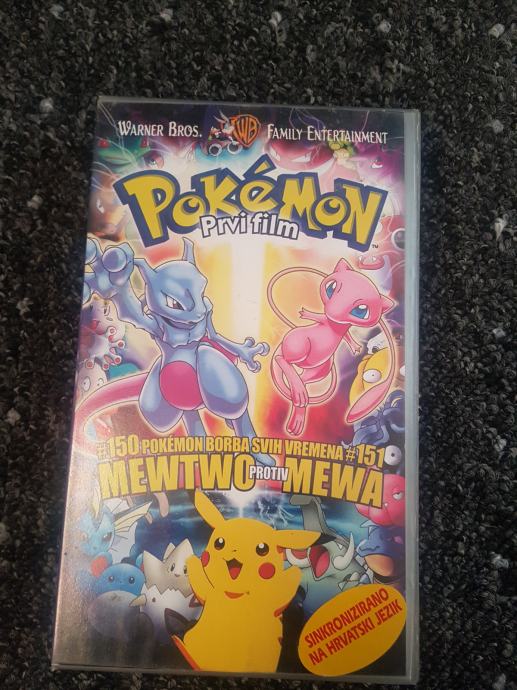 WARNER BROS. WB FAMILY ENTERTAINMENT
POKéMON
TM
Prvi film
#150 POKÉMON BORBA SVIH VREMENA #151
MEWTWO PROTIV MEWA
SINKRONIZIRANO
NA HRVATSKI JEZIK